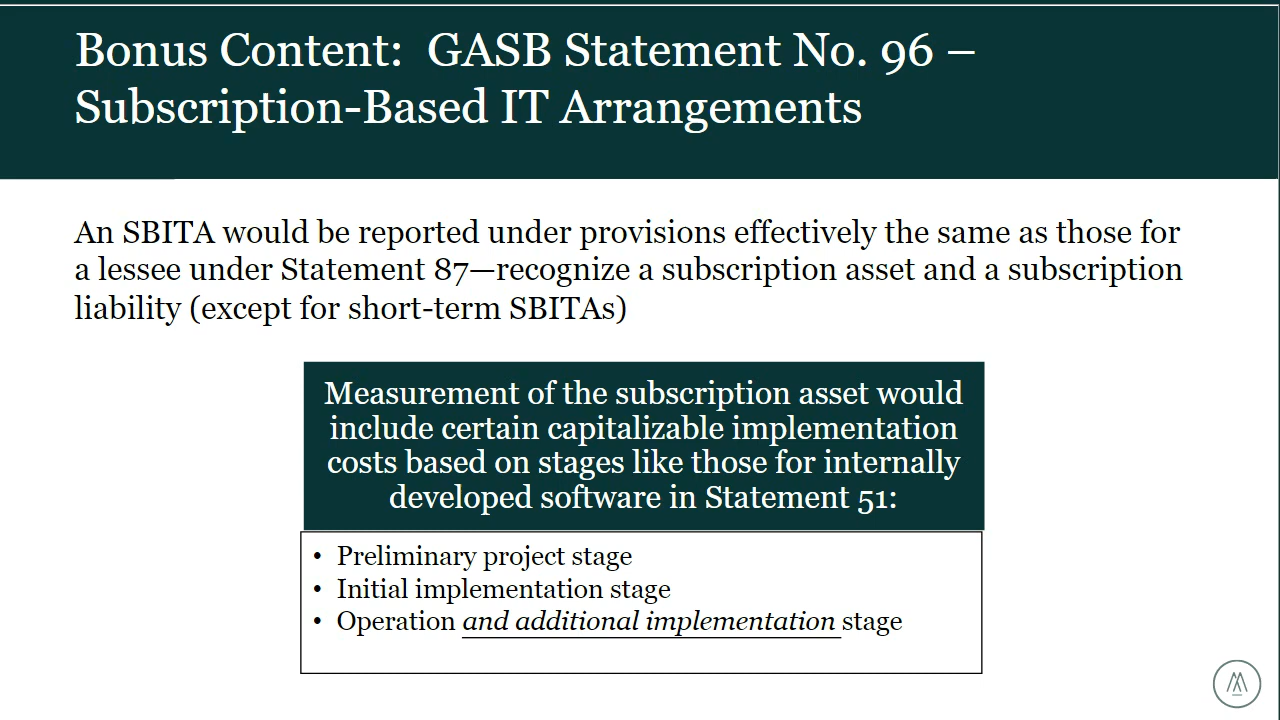 Bonus Content:  GASB Statement No. 96 –
Subscription-Based IT Arrangements
An SBITA would be reported under provisions effectively the same as those for
a lessee under Statement 87—recognize a subscription asset and a subscription
liability (except for short-term SBITAs)
Measurement of the subscription asset would
include certain capitalizable implementation
costs based on stages like those for internally
developed software in Statement 51:
• Preliminary project stage
• Initial implementation stage
• Operation and additional implementation stage